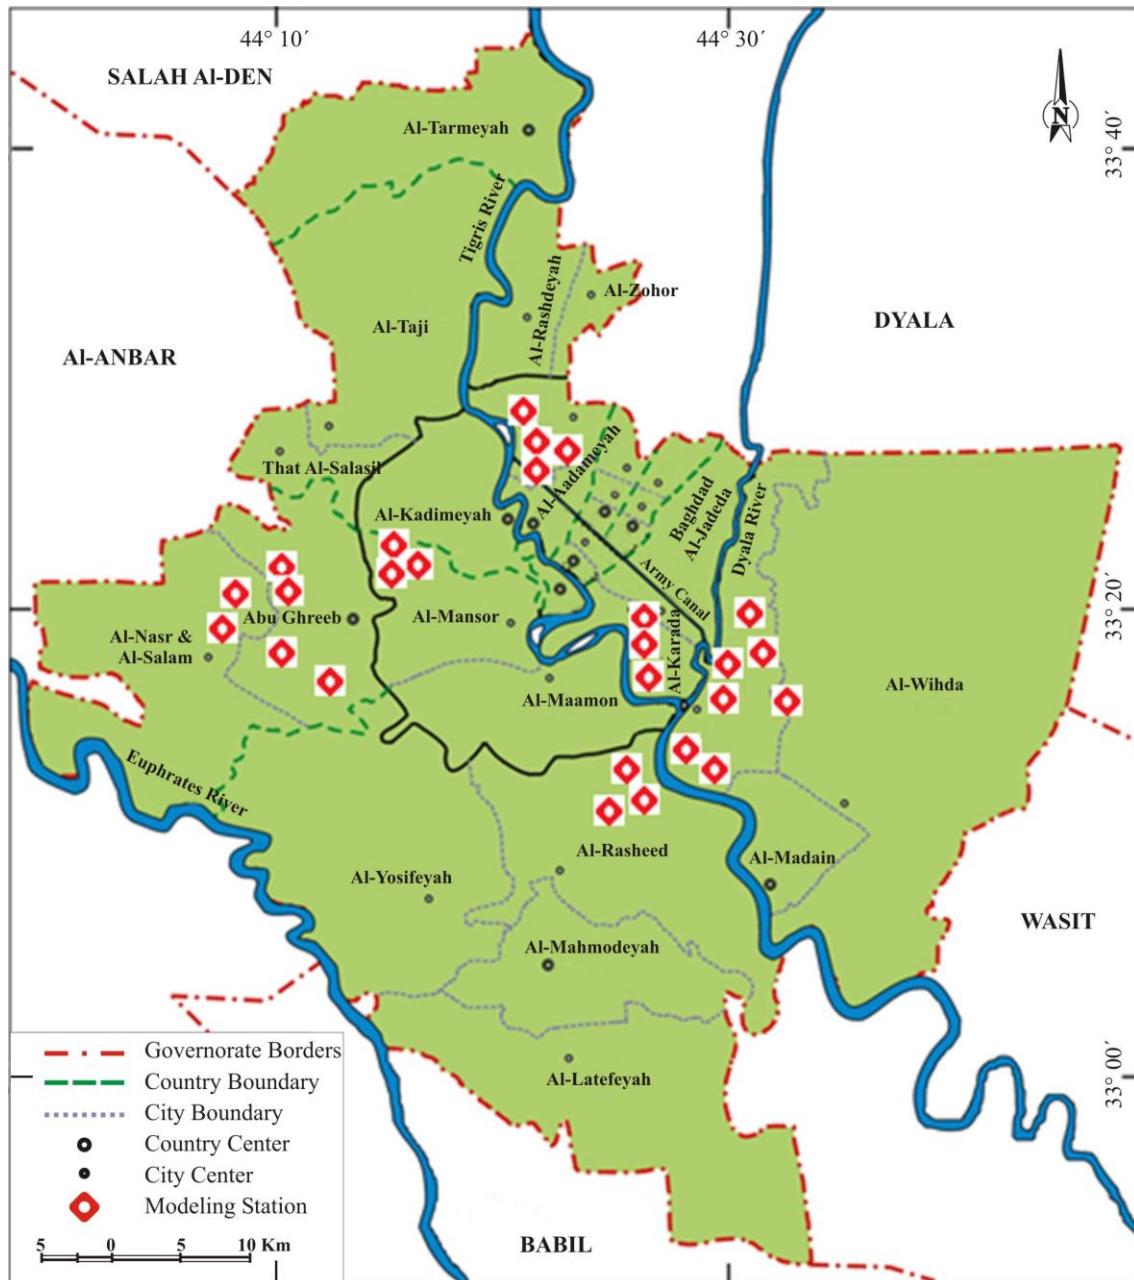 44° 10´
44° 30´
SALAH Al-DEN
N
Al-Tarmeyah
33° 40´
Tigris River
Al-Rashdeyah
Al-Zohor
Al-Taji
DYALA
Al-ANBAR
Al-Aadameyah
That Al-Salasil
Baghdad
Al-Jadeda
Dyala River
Al-Kadimeyah
Army Canal
33° 20´
Abu Ghreeb
Al-Mansor
Al-Karada
Al-Nasr &
Al-Salam
Al-Wihda
Al-Maamon
Euphrates River
Al-Rasheed
Al-Madain
Al-Yosifeyah
WASIT
Al-Mahmodeyah
33° 00´
Al-Latefeyah
Governorate Borders
Country Boundary
City Boundary
Country Center
City Center
Modeling Station
5 0 5 10 Km
BABIL